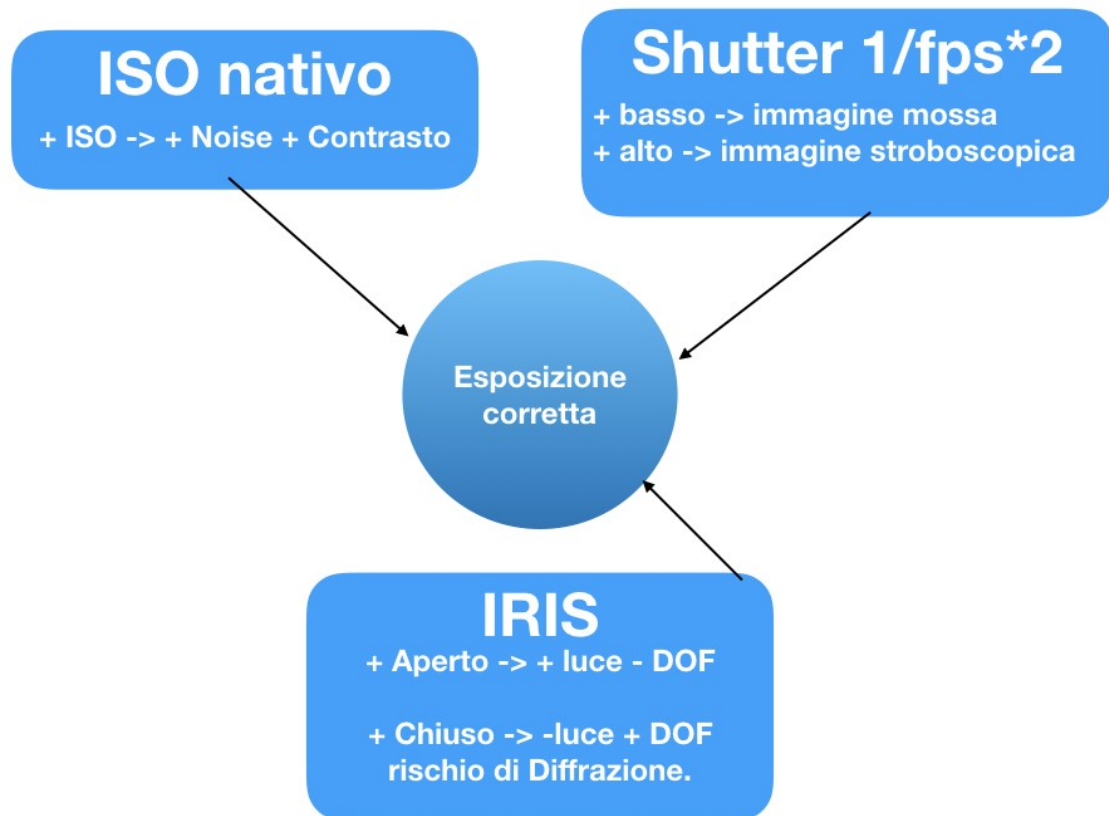 ISO nativo
+ ISO -> + Noise + Contrasto
Shutter 1/fps*2
+ basso -> immagine mossa
+ alto -> immagine stroboscopica
Esposizione
corretta
IRIS
+ Aperto -> + luce - DOF
+ Chiuso -> -luce + DOF
rischio di Diffrazione.